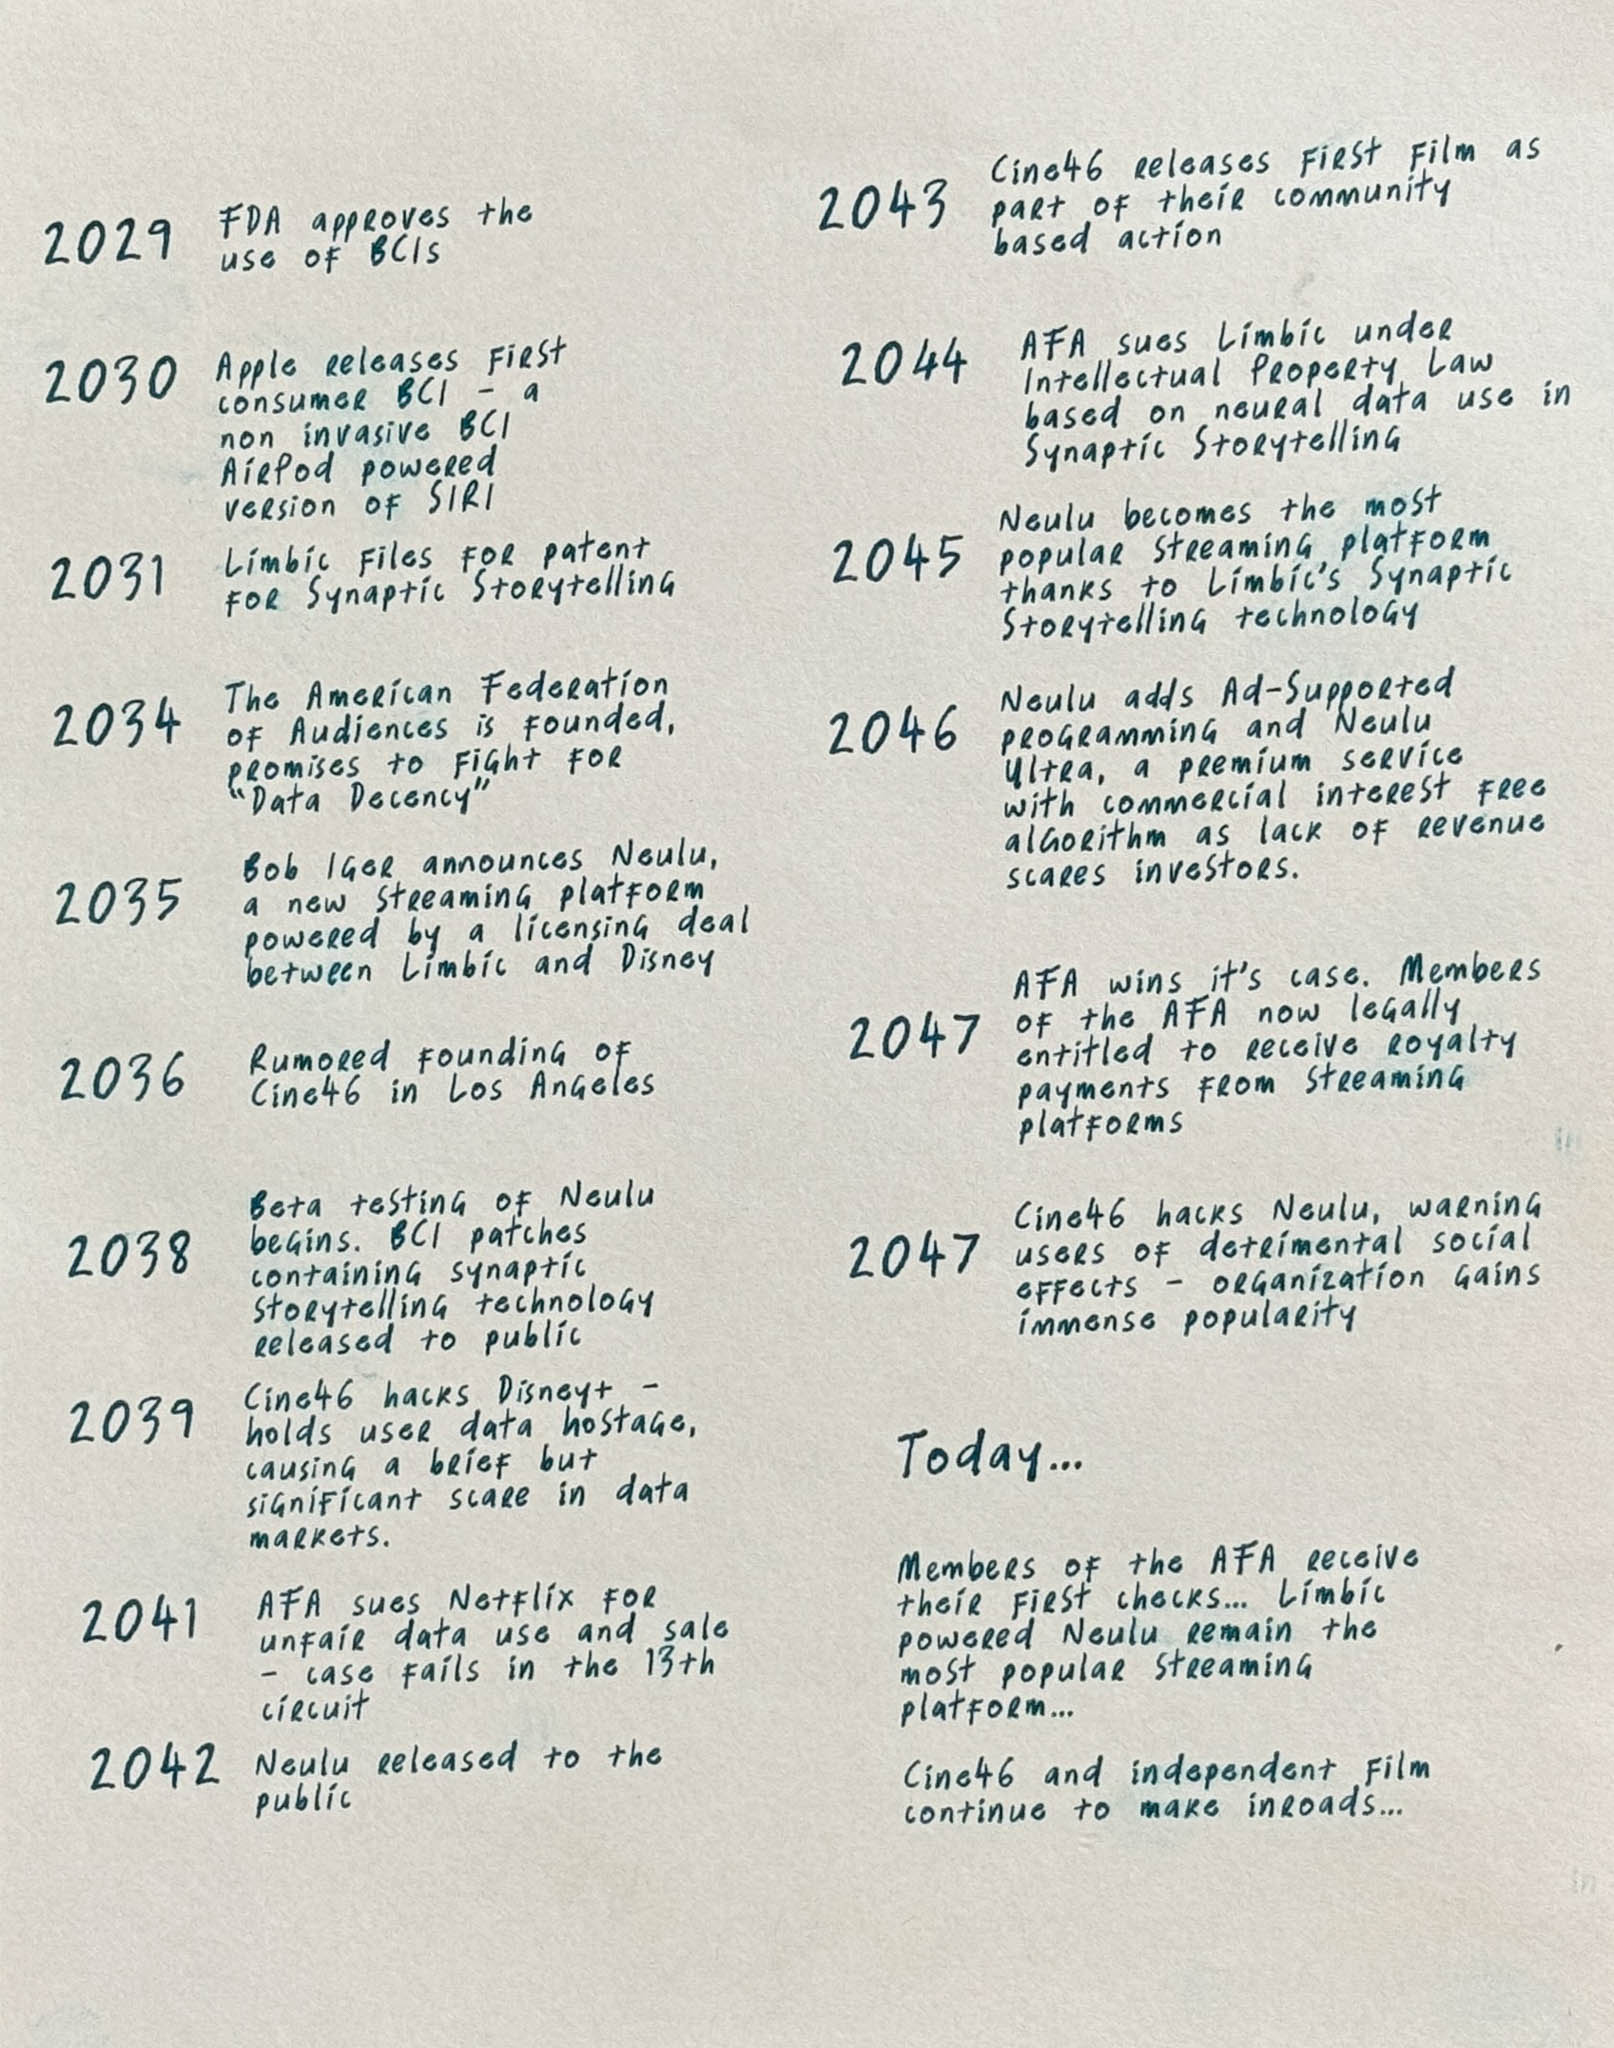 2029 FDA approves the
use of BCIs
2030 Apple releases first
consumer BCI - a
non invasive BCI
AirPod powered
version of SIRI
2031 Limbic files for patent
for Synaptic Storytelling
2034 The American Federation
of Audiences is founded,
promises to fight for
"Data Decency"
2035 Bob Iger announces Neulu,
a new streaming platform
powered by a licensing deal
between Limbic and Disney
2036 Rumored founding of
Cine46 in Los Angeles
2038 Beta testing of Neulu
begins. BCI patches
containing synaptic
storytelling technology
released to public
2039 Cine46 hacks Disney+ -
holds user data hostage,
causing a brief but
significant scare in data
markets.
2041 AFA sues Netflix for
unfair data use and sale
- case fails in the 13th
circuit
2042 Neulu released to the
public
2043 Cine46 releases first film as
part of their community
based action
2044 AFA sues Limbic under
Intellectual Property Law
based on neural data use in
Synaptic Storytelling
2045 Neulu becomes the most
popular streaming platform
thanks to Limbic's Synaptic
Storytelling technology
2046 Neulu adds Ad-Supported
programming and Neulu
Ultra, a premium service
with commercial interest free
algorithm as lack of revenue
scares investors.
2047 AFA wins it's case. Members
of the AFA now legally
entitled to receive royalty
payments from streaming
platforms
2047 Cine46 hacks Neulu, warning
users of detrimental social
effects - organization gains
immense popularity
Today...
Members of the AFA receive
their first checks... Limbic
powered Neulu remain the
most popular streaming
platform...
Cine46 and independent film
continue to make inroads...